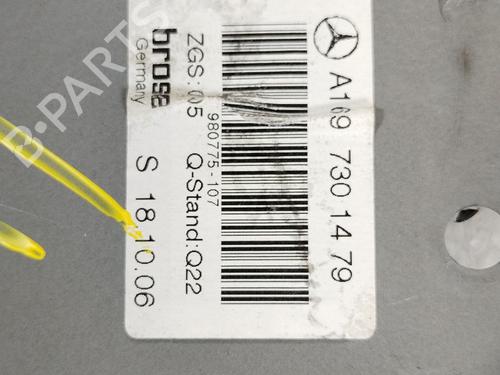 A169 730 14 79
980775-107
ZGS: 005 Q-Stand: Q22
brose
Germany
S 18.10.06
B-PARTS